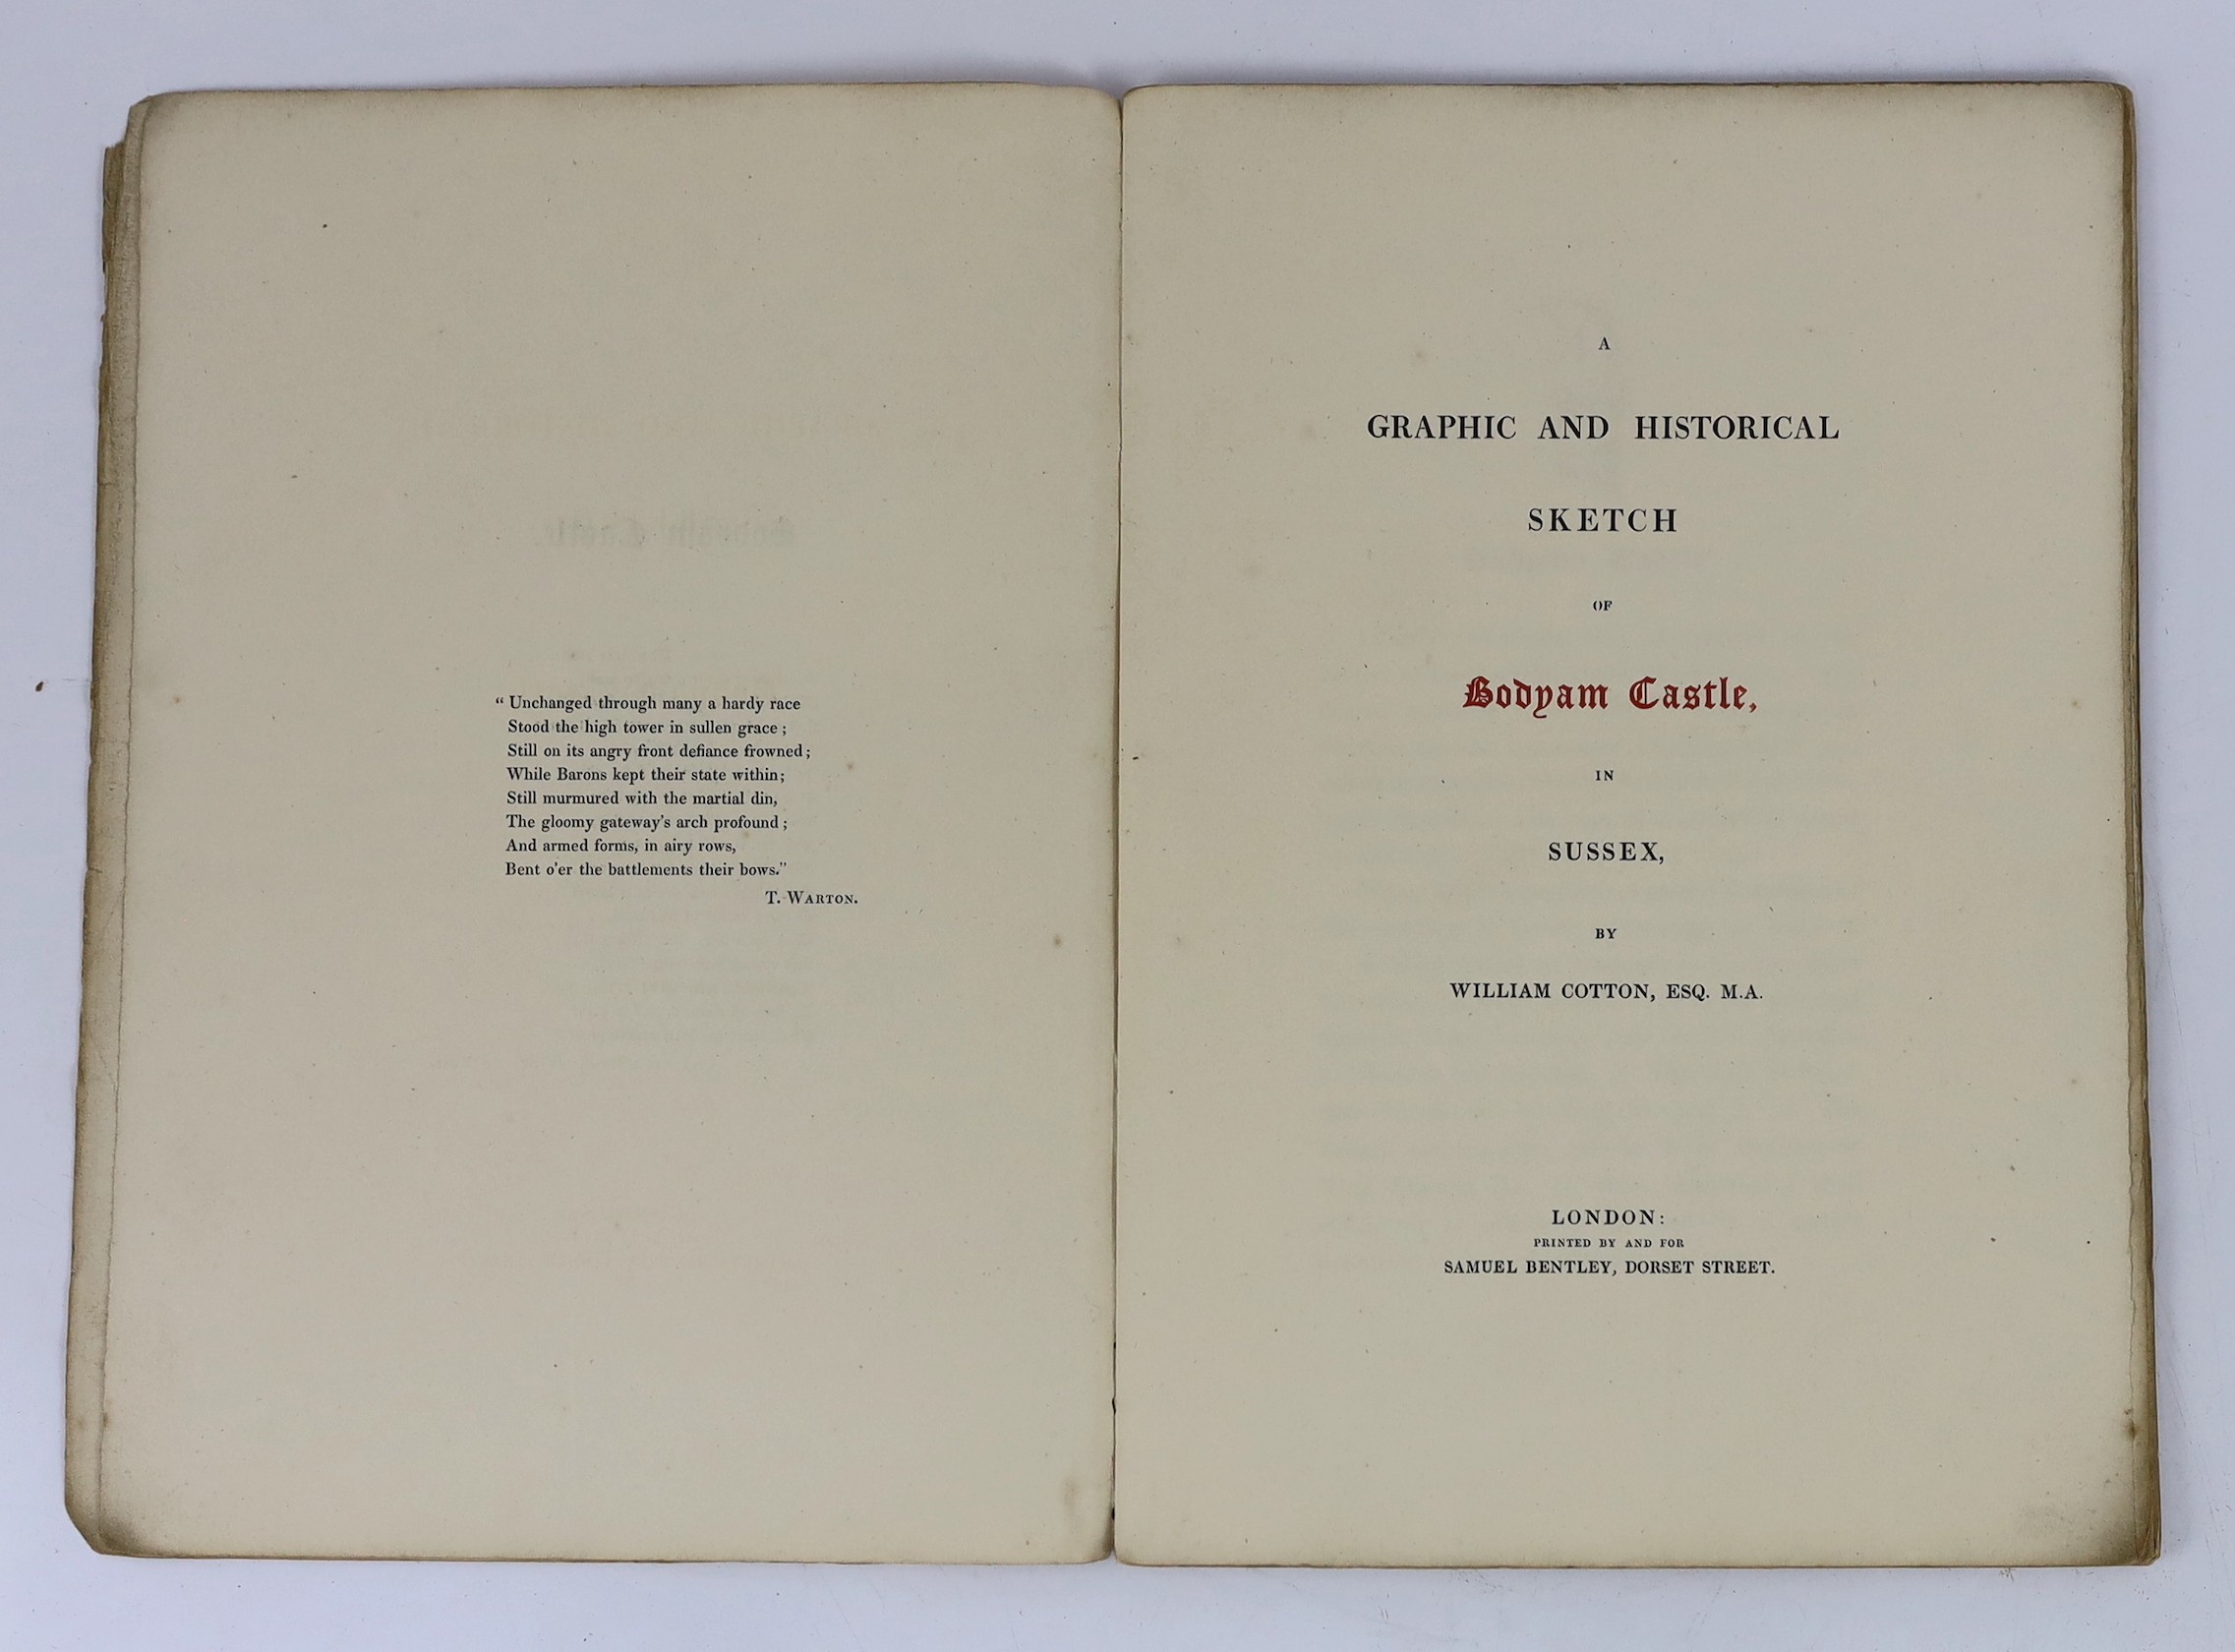 “ Unchanged through many a hardy race
Stood the high tower in sullen grace ;
Still on its angry front defiance frowned ;
While Barons kept their state within ;
Still murmured with the martial din,
The gloomy gateway’s arch profound ;
And armed forms, in airy rows,
Bent o’er the battlements their bows.”
T. WARTON.
A
GRAPHIC AND HISTORICAL
SKETCH
OF
Bodyam Castle,
IN
SUSSEX,
BY
WILLIAM COTTON, ESQ. M.A.
LONDON:
PRINTED BY AND FOR
SAMUEL BENTLEY, DORSET STREET.